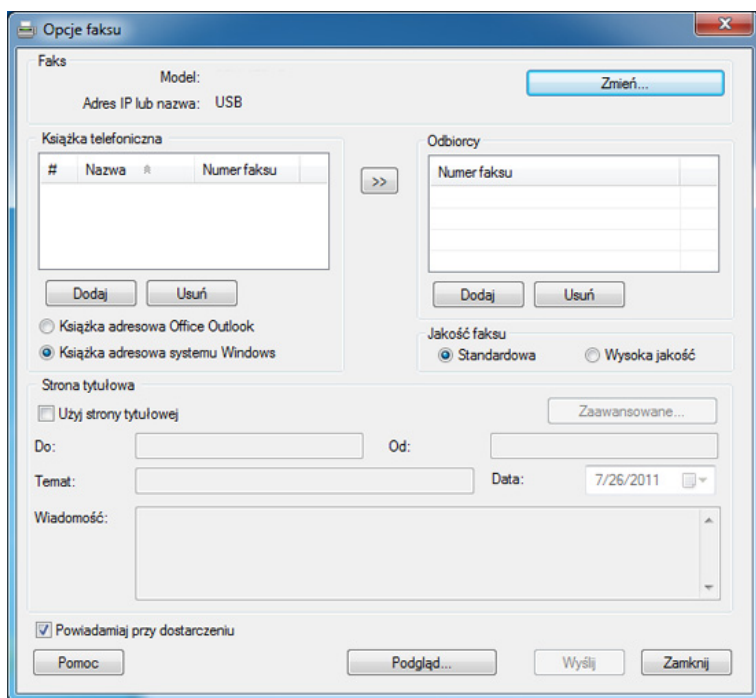 Opcje faksu
Faks
Model:
Zmień...
Adres IP lub nazwa: USB
Książka telefoniczna
# Nazwa Numer faksu
>>
Odbiorcy
Numer faksu
Dodaj Usuń
Dodaj Usuń
Książka adresowa Office Outlook
Książka adresowa systemu Windows
Jakość faksu
Standardowa Wysoka jakość
Strona tytułowa
Użyj strony tytułowej
Zaawansowane...
Do: Od:
Temat: Data: 7/26/2011
Wiadomość:
Powiadamiaj przy dostarczeniu
Pomoc Podgląd... Wyślij Zamknij